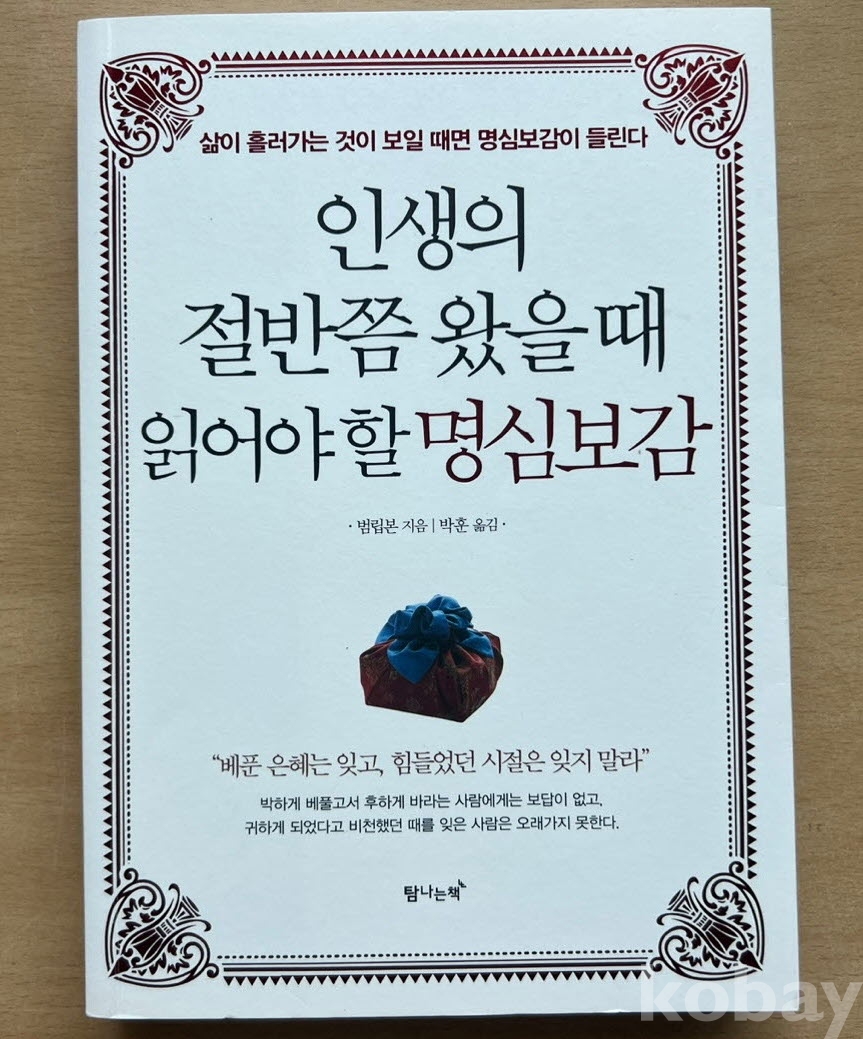 삶이 흘러가는 것이 보일 때면 명심보감이 들린다
인생의
절반쯤 왔을 때
읽어야 할 명심보감
· 범립본 지음 | 박훈 옮김 ·
“베푼 은혜는 잊고, 힘들었던 시절은 잊지 말라”
박하게 베풀고서 후하게 바라는 사람에게는 보답이 없고,
귀하게 되었다고 비천했던 때를 잊은 사람은 오래가지 못한다.
탐나는책
kobay